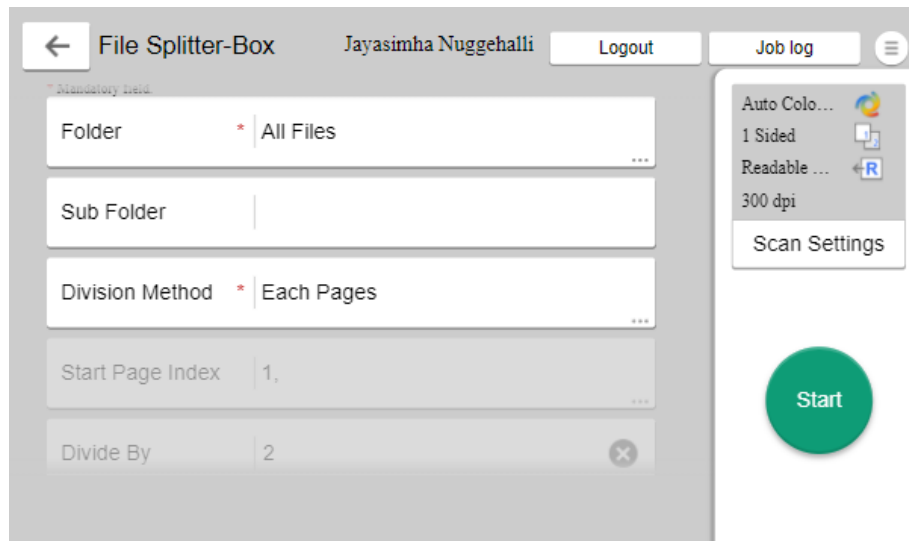 File Splitter-Box Jayasimha Nuggehalli Logout Job log
* Mandatory field.
Folder * All Files
Sub Folder
Division Method * Each Pages
Start Page Index 1,
Divide By 2
Auto Colo...
1 Sided
Readable ...
R
300 dpi
Scan Settings
Start